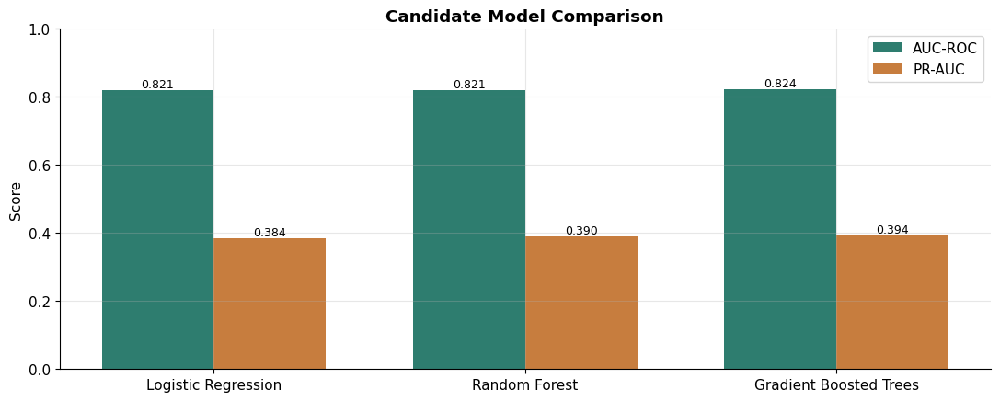 Candidate Model Comparison
AUC-ROC
PR-AUC
Score
1.0
0.8
0.6
0.4
0.2
0.0
0.821
0.384
0.821
0.390
0.824
0.394
Logistic Regression
Random Forest
Gradient Boosted Trees